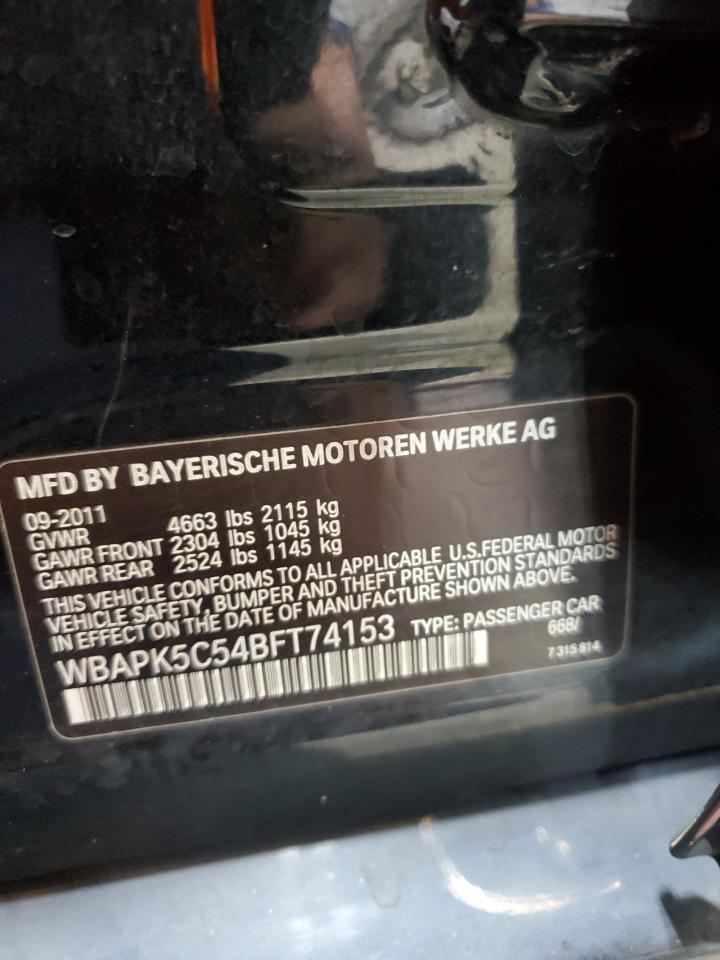 MFD BY BAYERISCHE MOTOREN WERKE AG
09-2011
GVWR 4663 lbs 2115 kg
GAWR FRONT 2304 lbs 1045 kg
GAWR REAR 2524 lbs 1145 kg
THIS VEHICLE CONFORMS TO ALL APPLICABLE U.S.FEDERAL MOTOR
VEHICLE SAFETY, BUMPER AND THEFT PREVENTION STANDARDS
IN EFFECT ON THE DATE OF MANUFACTURE SHOWN ABOVE.
WBAPK5C54BFT74153 TYPE: PASSENGER CAR
668/
7 315 814